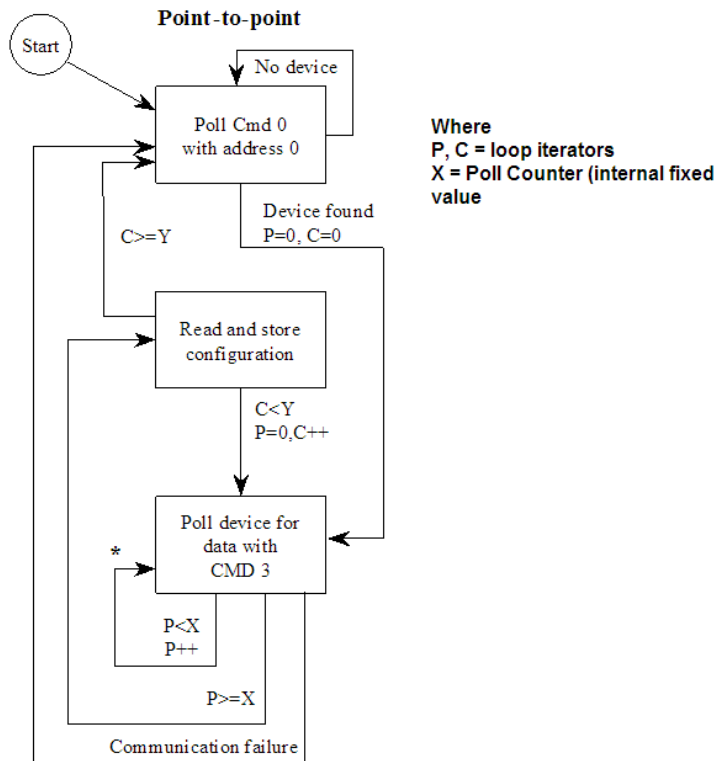 Point-to-point
Start
No device
Poll Cmd 0
with address 0
Where
P, C = loop iterators
X = Poll Counter (internal fixed
value
Device found
P=0, C=0
C>=Y
Read and store
configuration
C<Y
P=0,C++
Poll device for
data with
CMD 3
*
P<X
P++
P>=X
Communication failure